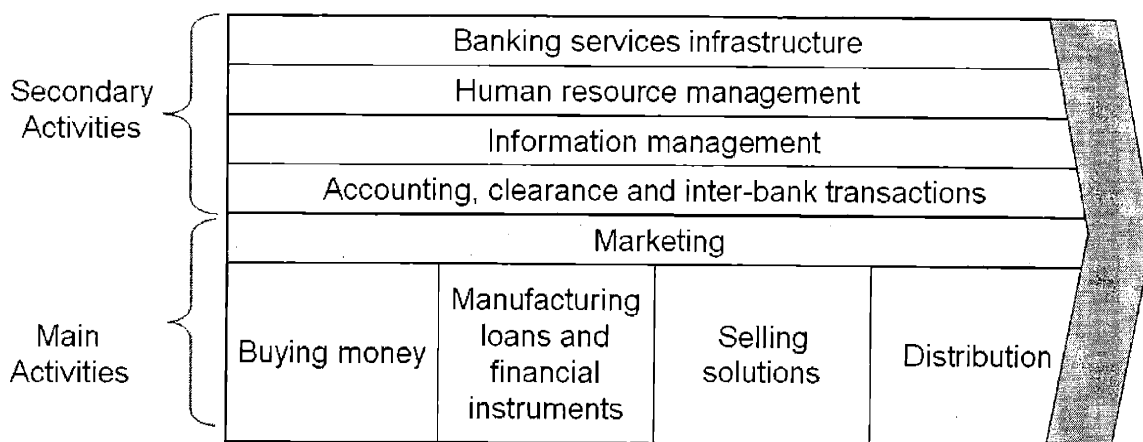 Secondary
Activities
Banking services infrastructure
Human resource management
Information management
Accounting, clearance and inter-bank transactions
Marketing
Main
Activities
Buying money
Manufacturing
loans and
financial
instruments
Selling
solutions
Distribution